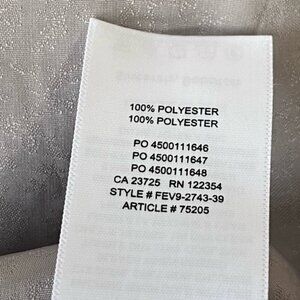 100% POLYESTER
100% POLYESTER
PO 4500111646
PO 4500111647
PO 4500111648
CA 23725 RN 122354
STYLE # FEV9-2743-39
ARTICLE # 75205